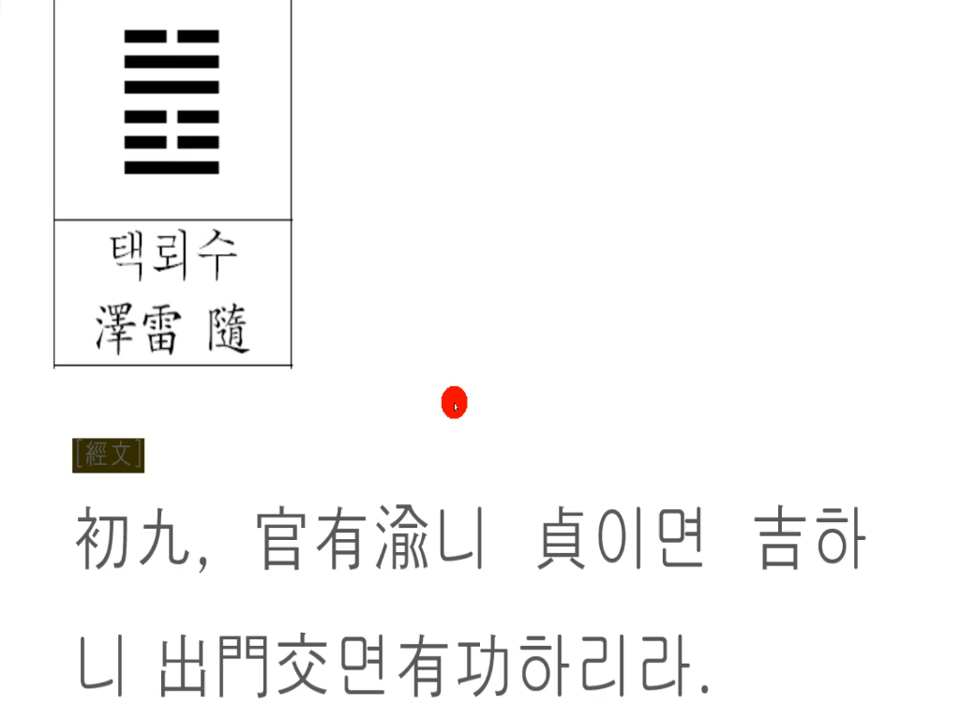 택뢰수
澤雷 隨
[經文]
初九, 官有渝니 貞이면 吉하
니 出門交면有功하리라.